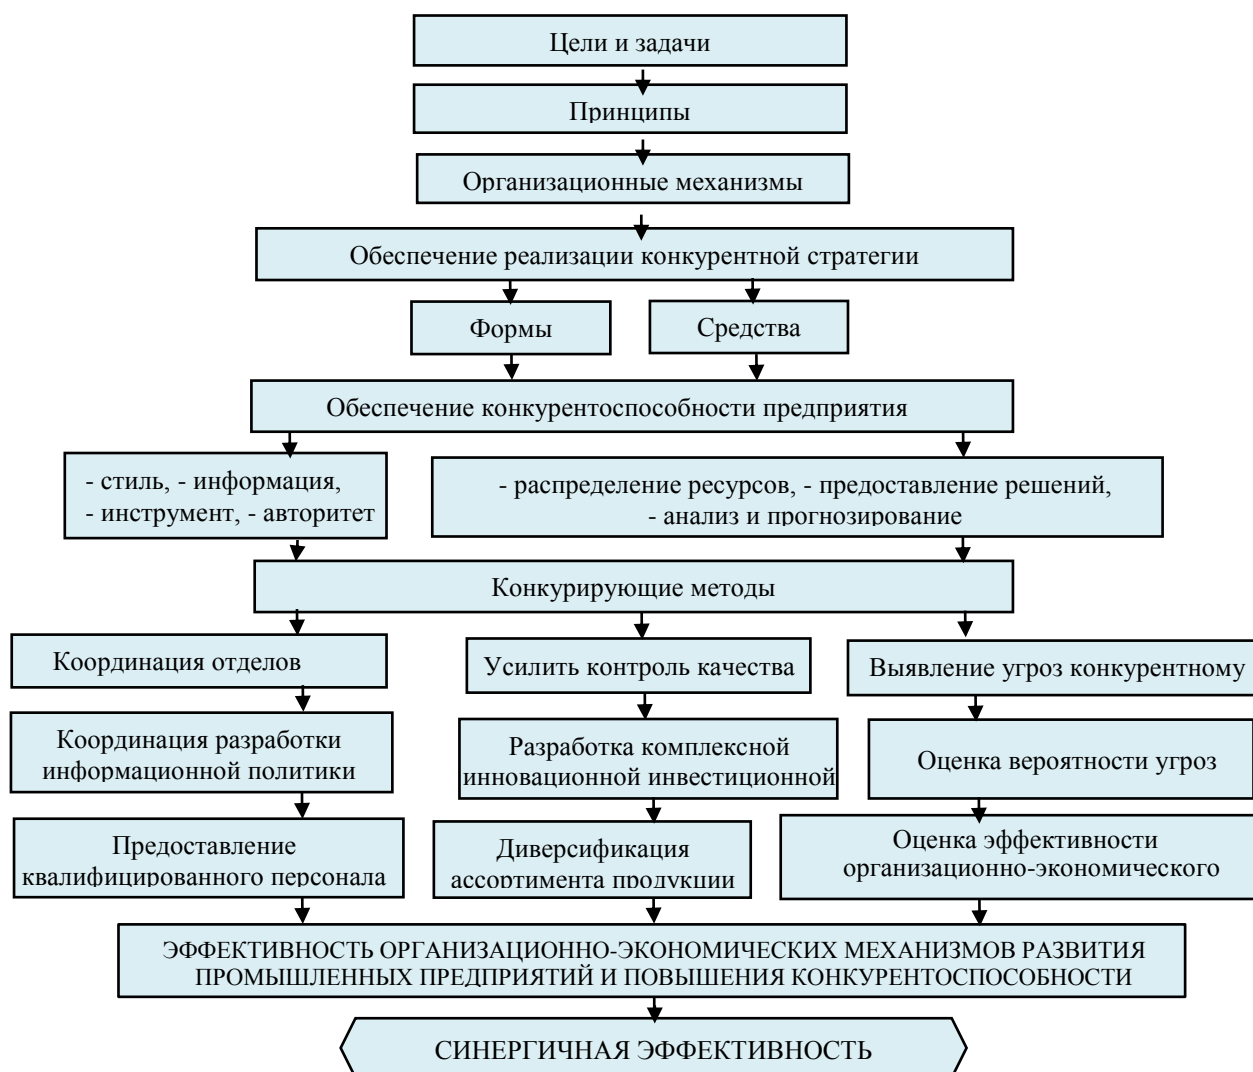 Цели и задачи
Принципы
Организационные механизмы
Обеспечение реализации конкурентной стратегии
Формы
Средства
Обеспечение конкурентоспособности предприятия
- стиль, - информация,
- инструмент, - авторитет
- распределение ресурсов, - предоставление решений,
- анализ и прогнозирование
Конкурирующие методы
Координация отделов
Усилить контроль качества
Выявление угроз конкурентному
Координация разработки
информационной политики
Разработка комплексной
инновационной инвестиционной
Оценка вероятности угроз
Предоставление
квалифицированного персонала
Диверсификация
ассортимента продукции
Оценка эффективности
организационно-экономического
ЭФФЕКТИВНОСТЬ ОРГАНИЗАЦИОННО-ЭКОНОМИЧЕСКИХ МЕХАНИЗМОВ РАЗВИТИЯ
ПРОМЫШЛЕННЫХ ПРЕДПРИЯТИЙ И ПОВЫШЕНИЯ КОНКУРЕНТОСПОСОБНОСТИ
СИНЕРГИЧНАЯ ЭФФЕКТИВНОСТЬ